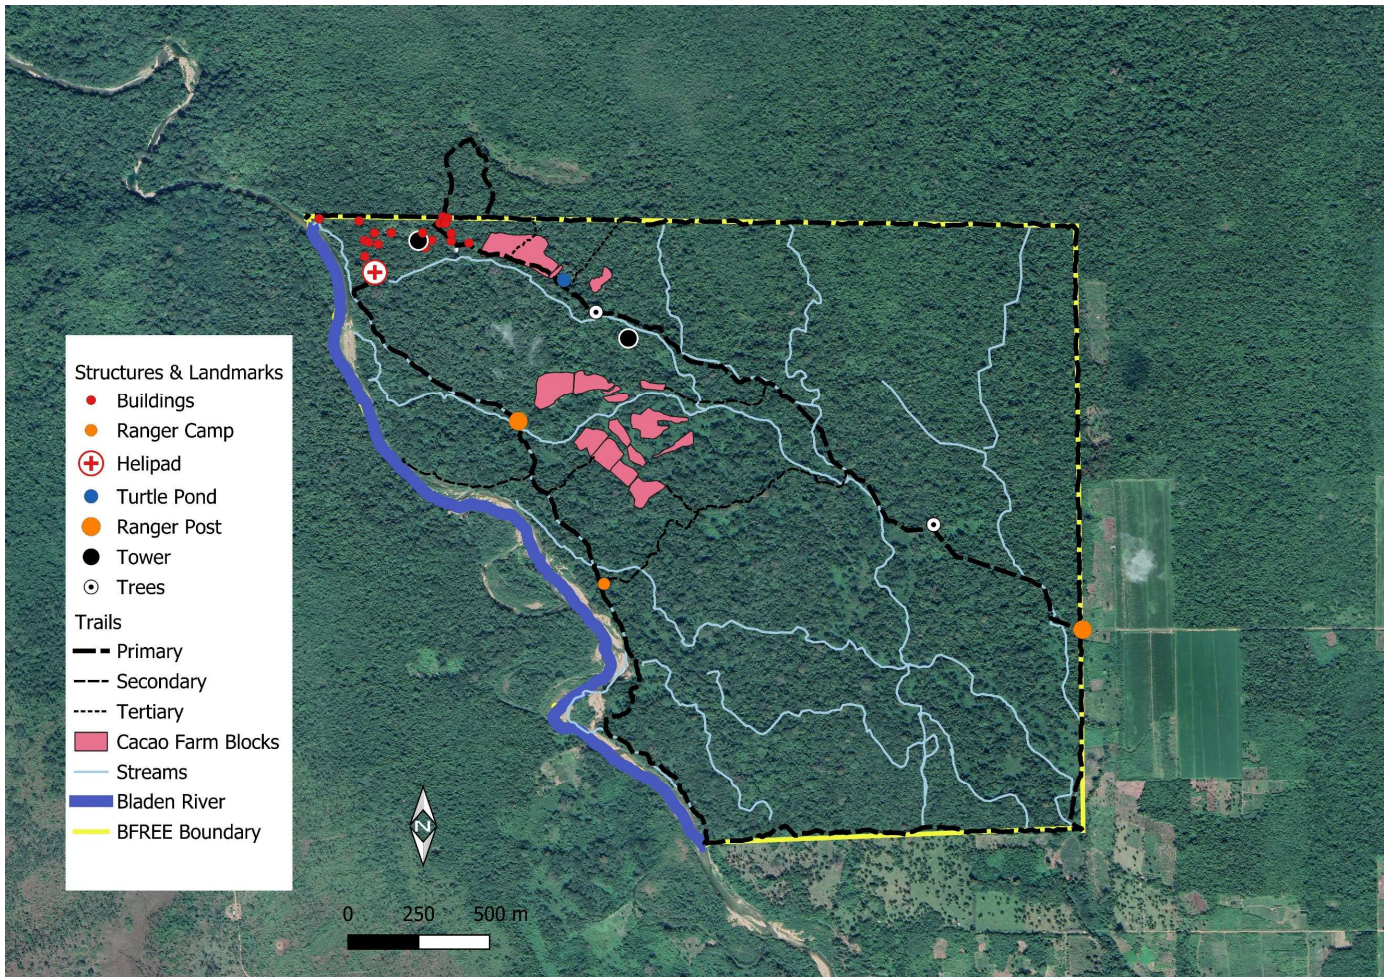 Structures & Landmarks
Buildings
Ranger Camp
Helipad
Turtle Pond
Ranger Post
Tower
Trees
Trails
Primary
Secondary
Tertiary
Cacao Farm Blocks
Streams
Bladen River
BFREE Boundary
N
0 250 500 m